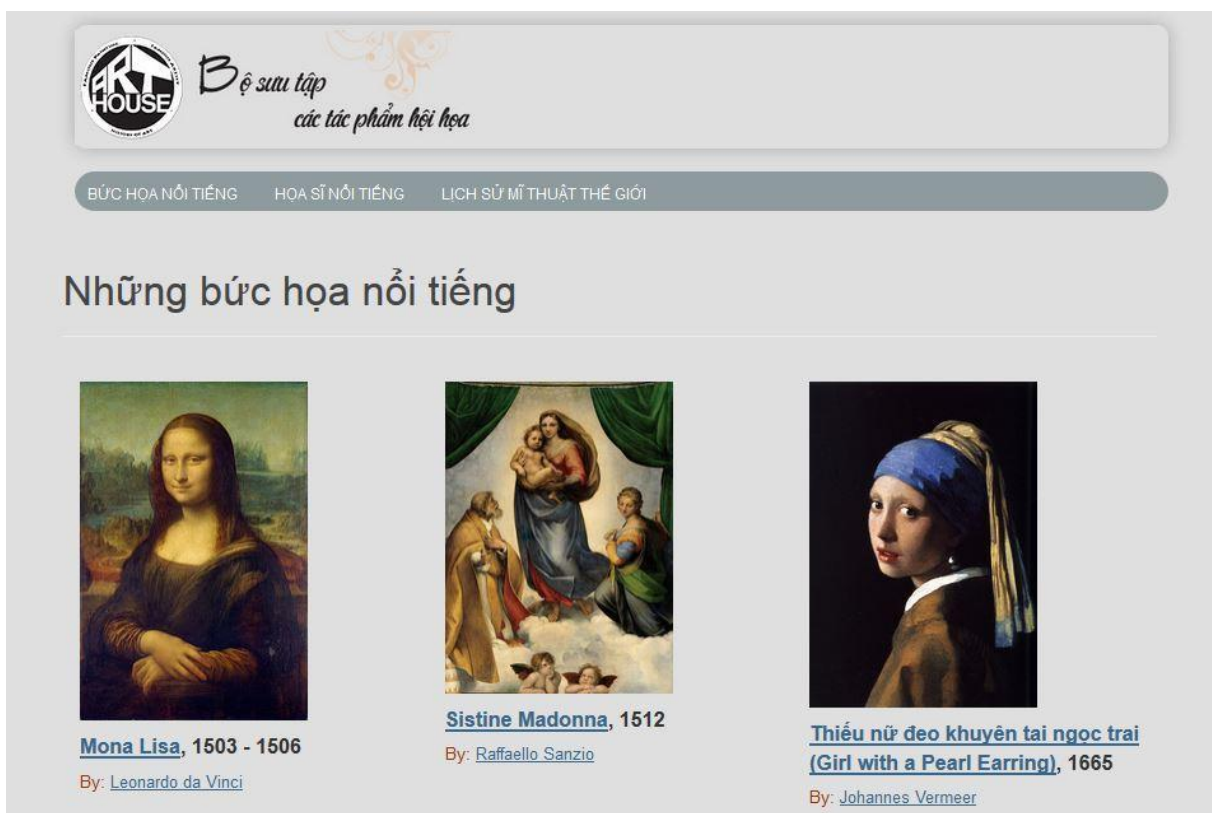 ART
HOUSE
HISTORY OF ART
Bộ sưu tập
các tác phẩm hội họa
BỨC HỌA NỔI TIẾNG HỌA SĨ NỔI TIẾNG LỊCH SỬ MĨ THUẬT THẾ GIỚI
Những bức họa nổi tiếng
Mona Lisa, 1503 - 1506
By: Leonardo da Vinci
Sistine Madonna, 1512
By: Raffaello Sanzio
Thiếu nữ đeo khuyên tai ngọc trai
(Girl with a Pearl Earring), 1665
By: Johannes Vermeer